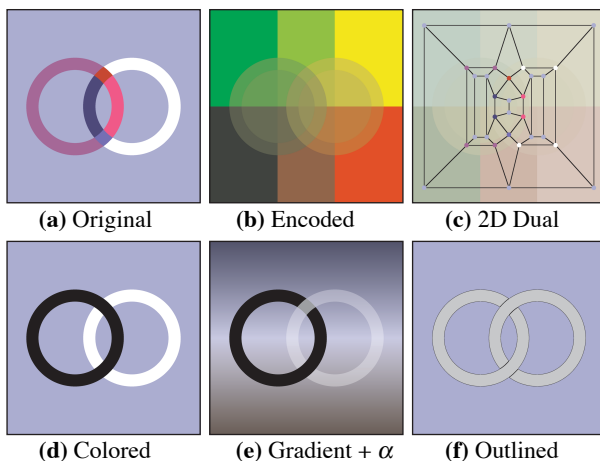 (a) Original
(b) Encoded
(c) 2D Dual
(d) Colored
(e) Gradient + α
(f) Outlined